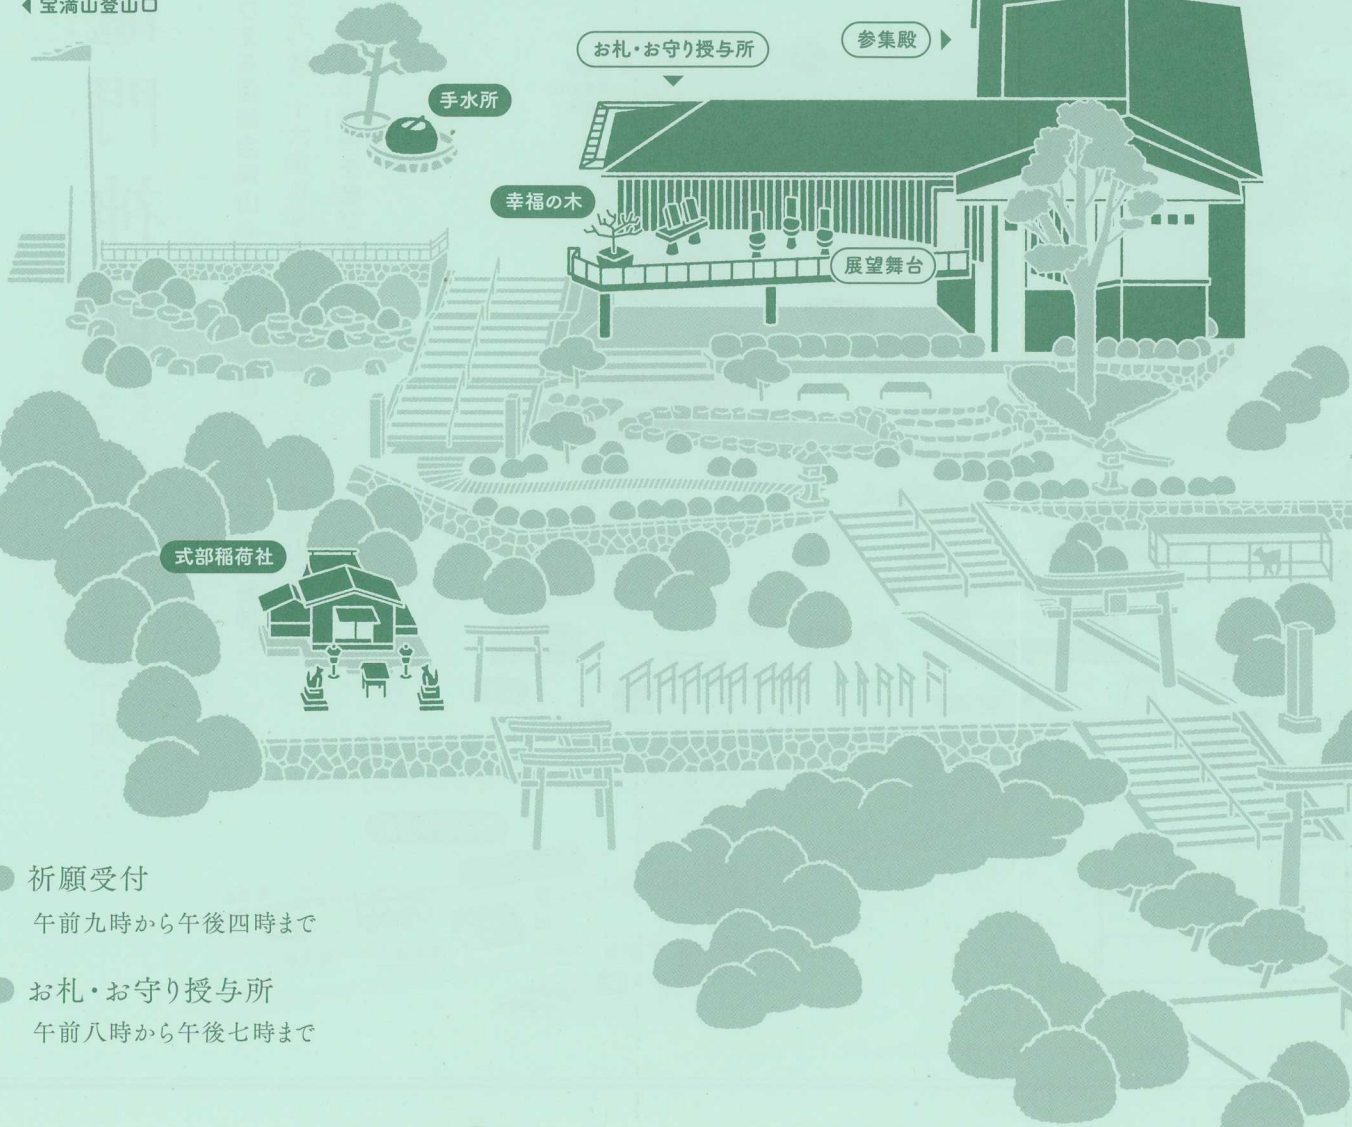 宝満山登山口
お札・お守り授与所
参集殿
手水所
幸福の木
展望舞台
式部稲荷社
祈願受付
午前九時から午後四時まで
お札・お守り授与所
午前八時から午後七時まで